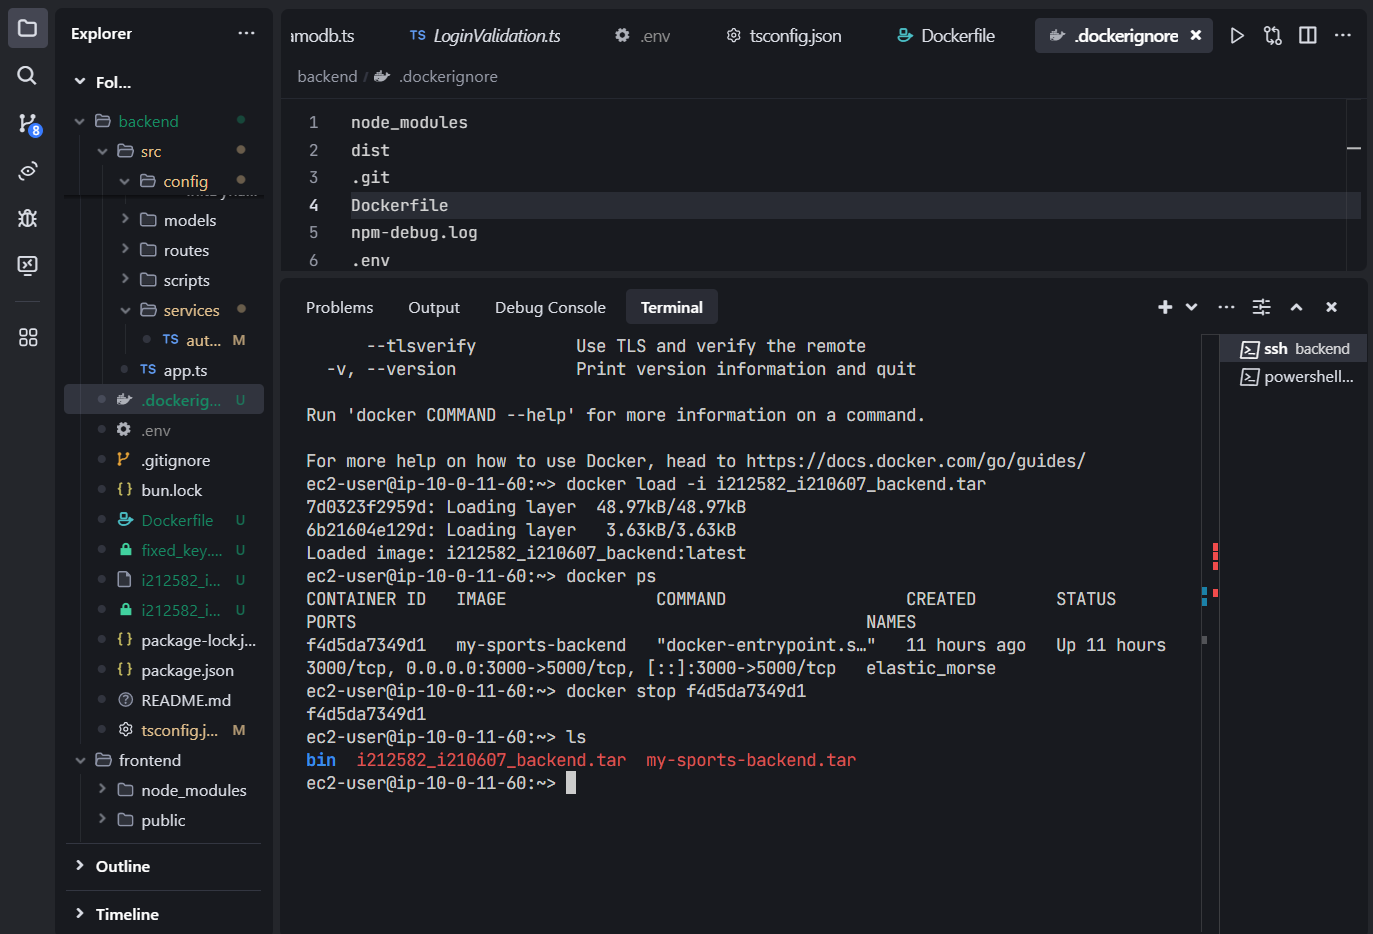 Explorer
Fol...
backend
src
config
models
routes
scripts
services
TS aut... M
TS app.ts
.dockerig... U
.env
.gitignore
{} bun.lock
Dockerfile U
fixed_key.... U
i212582_i... U
i212582_i... U
{} package-lock.j...
{} package.json
README.md
tsconfig.j... M
frontend
node_modules
public
Outline
Timeline
8
amodb.ts
TS LoginValidation.ts
.env
tsconfig.json
Dockerfile
.dockerignore
backend / .dockerignore
1 node_modules
2 dist
3 .git
4 Dockerfile
5 npm-debug.log
6 .env
Problems Output Debug Console Terminal
--tlsverify Use TLS and verify the remote
-v, --version Print version information and quit
Run 'docker COMMAND --help' for more information on a command.
For more help on how to use Docker, head to https://docs.docker.com/go/guides/
ec2-user@ip-10-0-11-60:~> docker load -i i212582_i210607_backend.tar
7d0323f2959d: Loading layer 48.97kB/48.97kB
6b21604e129d: Loading layer 3.63kB/3.63kB
Loaded image: i212582_i210607_backend:latest
ec2-user@ip-10-0-11-60:~> docker ps
CONTAINER ID IMAGE COMMAND CREATED STATUS
PORTS NAMES
f4d5da7349d1 my-sports-backend "docker-entrypoint.s…" 11 hours ago Up 11 hours
3000/tcp, 0.0.0.0:3000->5000/tcp, [::]:3000->5000/tcp elastic_morse
ec2-user@ip-10-0-11-60:~> docker stop f4d5da7349d1
f4d5da7349d1
ec2-user@ip-10-0-11-60:~> ls
bin i212582_i210607_backend.tar my-sports-backend.tar
ec2-user@ip-10-0-11-60:~>
ssh backend
powershell...